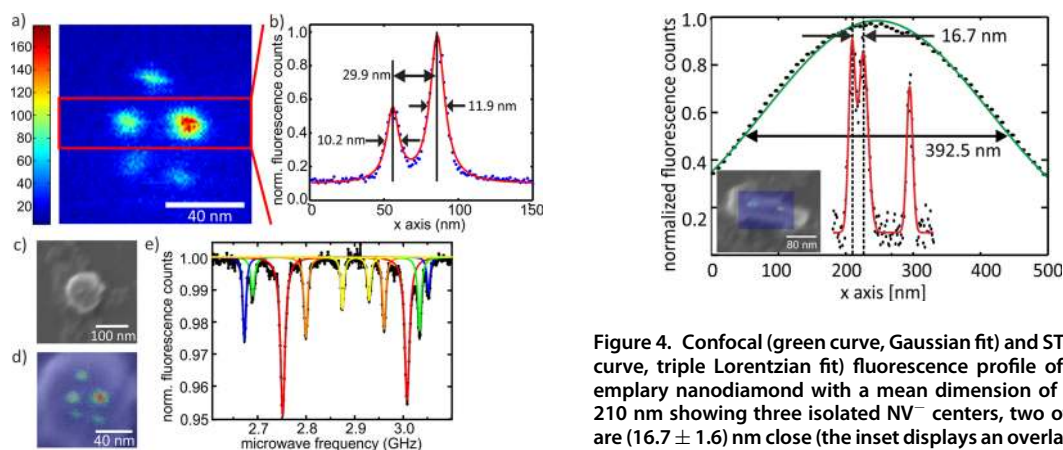 a)
180
160
140
120
100
80
60
40
20
40 nm
b)
norm. fluorescence counts
1.0
0.8
0.6
0.4
0.2
0.0
29.9 nm
11.9 nm
10.2 nm
0
50
100
150
x axis (nm)
c)
100 nm
d)
40 nm
e)
norm. fluorescence counts
1.00
0.99
0.98
0.97
0.96
0.95
2.7
2.8
2.9
3.0
microwave frequency (GHz)
normalized fluorescence counts
1.0
0.8
0.6
0.4
0.2
16.7 nm
392.5 nm
80 nm
0
100
200
300
400
500
x axis [nm]
Figure 4. Confocal (green curve, Gaussian fit) and ST
curve, triple Lorentzian fit) fluorescence profile of
emplary nanodiamond with a mean dimension of
210 nm showing three isolated NV⁻ centers, two o
are (16.7 ± 1.6) nm close (the inset displays an overla